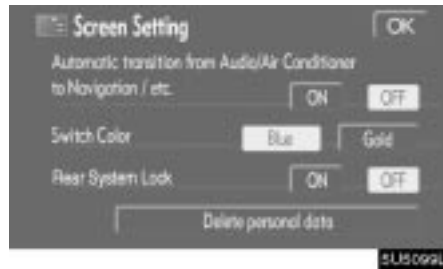 Screen Setting
OK
Automatic transition from Audio/Air Conditioner
to Navigation / etc.
ON OFF
Switch Color Blue Gold
Rear System Lock ON OFF
Delete personal data
5US099L